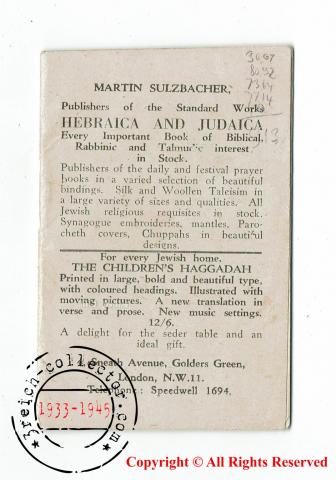 MARTIN SULZBACHER,
Publishers of the Standard Works
HEBRAICA AND JUDAICA
Every Important Book of Biblical,
Rabbinic and Talmudic interest
in Stock.
Publishers of the daily and festival prayer
books in a varied selection of beautiful
bindings. Silk and Woollen Taleisim in
a large variety of sizes and qualities. All
Jewish religious requisites in stock.
Synagogue embroideries, mantles, Paro-
cheth covers, Chuppahs in beautiful
designs.
For every Jewish home.
THE CHILDREN'S HAGGADAH
Printed in large, bold and beautiful type,
with coloured headings. Illustrated with
moving pictures. A new translation in
verse and prose. New music settings.
12/6.
A delight for the seder table and an
ideal gift.
Sneath Avenue, Golders Green,
London, N.W.11.
Telephone: Speedwell 1694.
3reich-collector.com
1933-1945
Copyright © All Rights Reserved